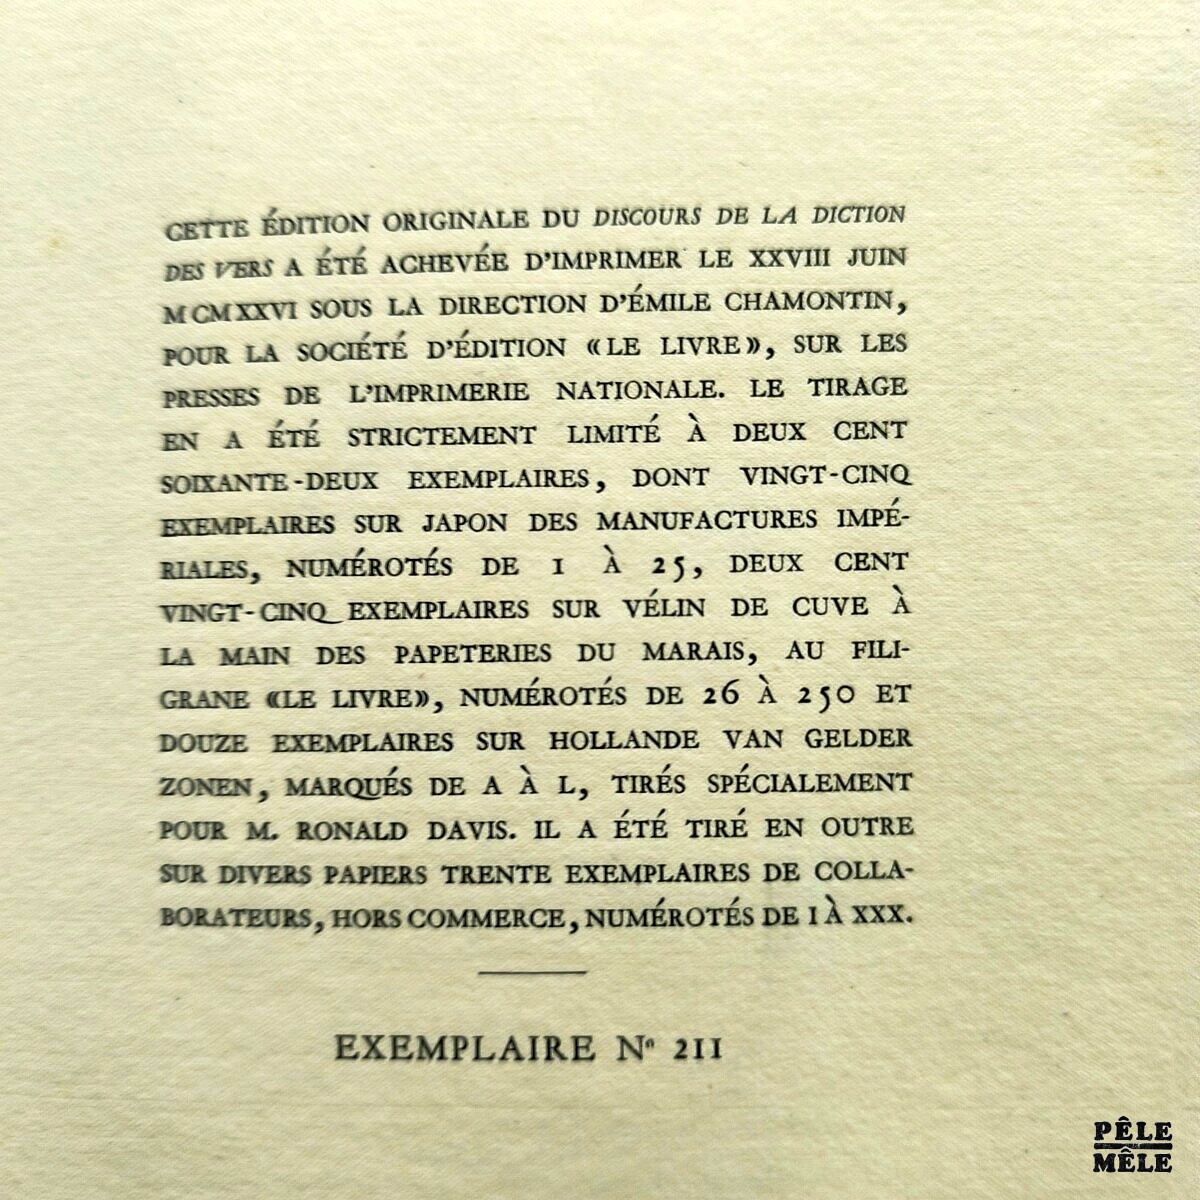 CETTE ÉDITION ORIGINALE DU DISCOURS DE LA DICTION
DES VERS A ÉTÉ ACHEVÉE D'IMPRIMER LE XXVIII JUIN
MCMXXVI SOUS LA DIRECTION D'ÉMILE CHAMONTIN,
POUR LA SOCIÉTÉ D'ÉDITION «LE LIVRE», SUR LES
PRESSES DE L'IMPRIMERIE NATIONALE. LE TIRAGE
EN A ÉTÉ STRICTEMENT LIMITÉ À DEUX CENT
SOIXANTE-DEUX EXEMPLAIRES, DONT VINGT-CINQ
EXEMPLAIRES SUR JAPON DES MANUFACTURES IMPÉ-
RIALES, NUMÉROTÉS DE 1 À 25, DEUX CENT
VINGT-CINQ EXEMPLAIRES SUR VÉLIN DE CUVE À
LA MAIN DES PAPETERIES DU MARAIS, AU FILI-
GRANE «LE LIVRE», NUMÉROTÉS DE 26 À 250 ET
DOUZE EXEMPLAIRES SUR HOLLANDE VAN GELDER
ZONEN, MARQUÉS DE A À L, TIRÉS SPÉCIALEMENT
POUR M. RONALD DAVIS. IL A ÉTÉ TIRÉ EN OUTRE
SUR DIVERS PAPIERS TRENTE EXEMPLAIRES DE COLLA-
BORATEURS, HORS COMMERCE, NUMÉROTÉS DE I À XXX.
EXEMPLAIRE Nº 211
PÊLE
MÊLE